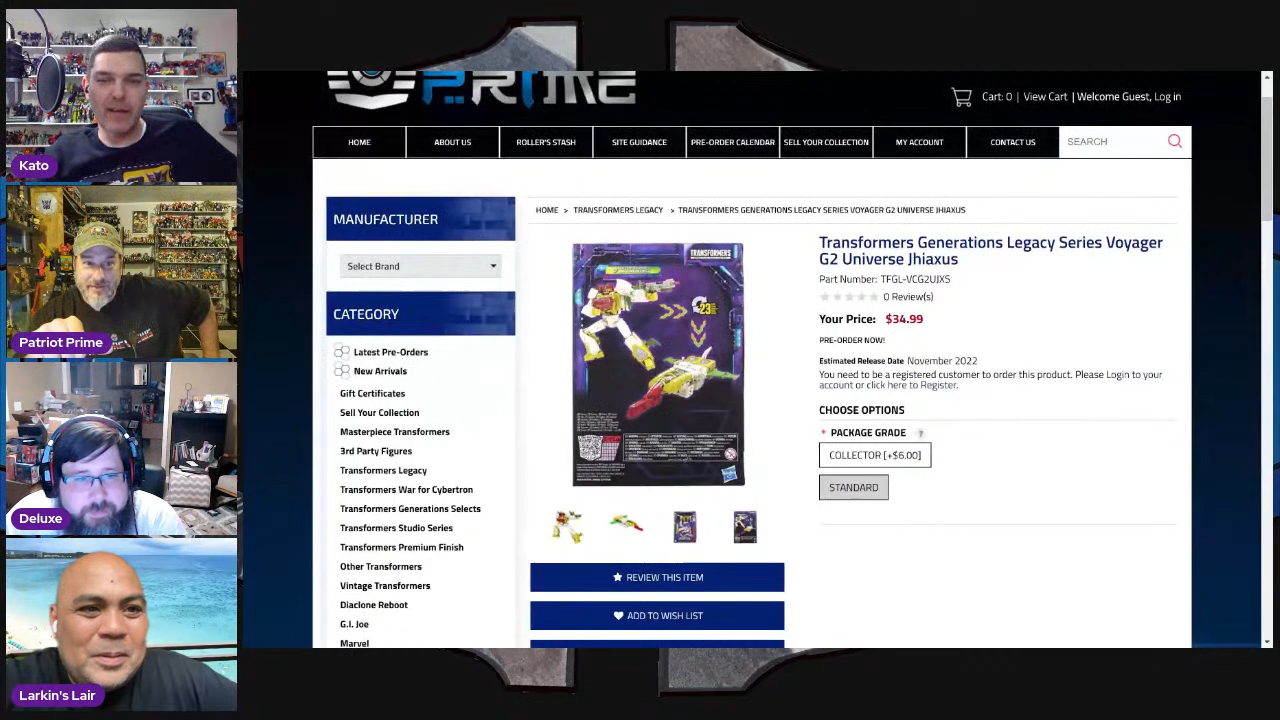 Kato
Patriot Prime
Deluxe
Larkin's Lair
PRIME
Cart: 0 | View Cart | Welcome Guest, Log in
HOME
ABOUT US
ROLLER'S STASH
SITE GUIDANCE
PRE-ORDER CALENDAR
SELL YOUR COLLECTION
MY ACCOUNT
CONTACT US
SEARCH
MANUFACTURER
Select Brand
CATEGORY
Latest Pre-Orders
New Arrivals
Gift Certificates
Sell Your Collection
Masterpiece Transformers
3rd Party Figures
Transformers Legacy
Transformers War for Cybertron
Transformers Generations Selects
Transformers Studio Series
Transformers Premium Finish
Other Transformers
Vintage Transformers
Diaclone Reboot
G.I. Joe
Marvel
HOME > TRANSFORMERS LEGACY > TRANSFORMERS GENERATIONS LEGACY SERIES VOYAGER G2 UNIVERSE JHIAXUS
TRANSFORMERS
23
REVIEW THIS ITEM
ADD TO WISH LIST
Transformers Generations Legacy Series Voyager
G2 Universe Jhiaxus
Part Number: TFGL-VCG2UJXS
0 Review(s)
Your Price: $34.99
PRE-ORDER NOW!
Estimated Release Date November 2022
You need to be a registered customer to order this product. Please Login to your
account or click here to Register.
CHOOSE OPTIONS
* PACKAGE GRADE ?
COLLECTOR [+$6.00]
STANDARD